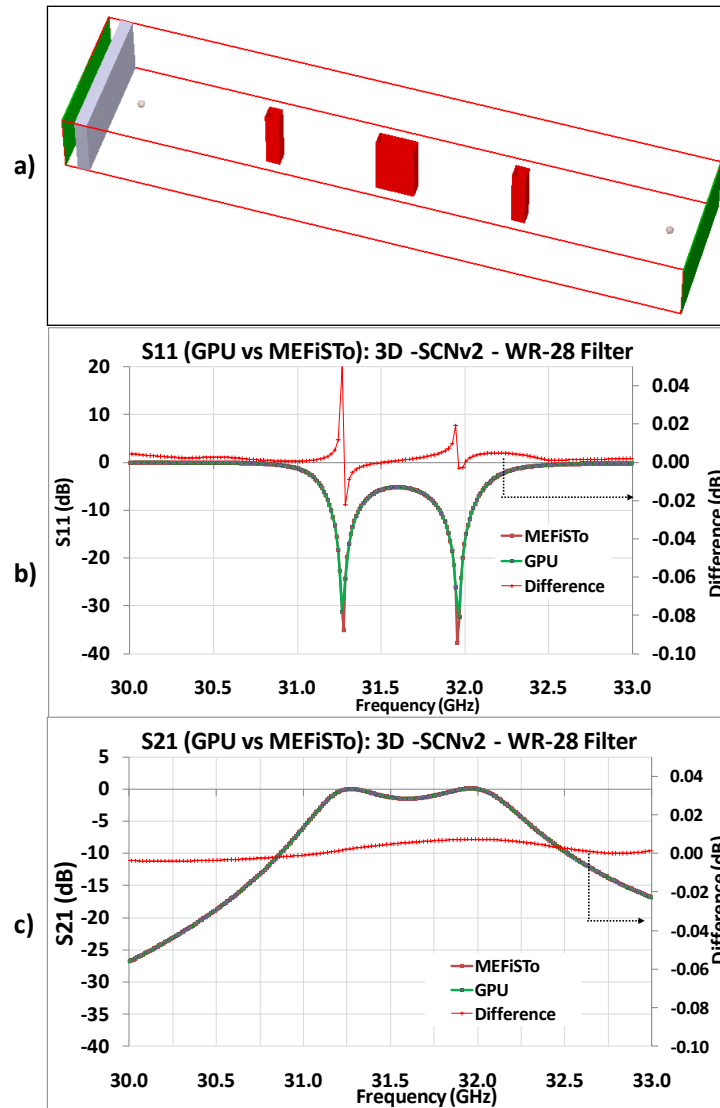 a)
S11 (GPU vs MEFiSTo): 3D -SCNv2 - WR-28 Filter
20
10
0
-10
-20
-30
-40
S11 (dB)
0.04
0.02
0.00
-0.02
-0.04
-0.06
-0.08
-0.10
Difference (dB)
MEFiSTo
GPU
Difference
b)
30.0 30.5 31.0 31.5 32.0 32.5 33.0
Frequency (GHz)
S21 (GPU vs MEFiSTo): 3D -SCNv2 - WR-28 Filter
5
0
-5
-10
-15
-20
-25
-30
-35
-40
S21 (dB)
0.04
0.02
0.00
-0.02
-0.04
-0.06
-0.08
-0.10
Difference (dB)
MEFiSTo
GPU
Difference
c)
30.0 30.5 31.0 31.5 32.0 32.5 33.0
Frequency (GHz)